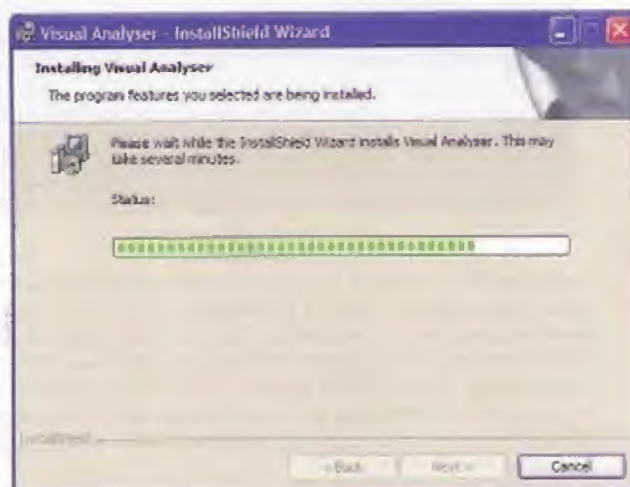 Visual Analyser - InstallShield Wizard
Installing Visual Analyser
The program features you selected are being installed.
Please wait while the InstallShield Wizard installs Visual Analyser. This may
take several minutes.
Status:
InstallShield
< Back
Next >
Cancel